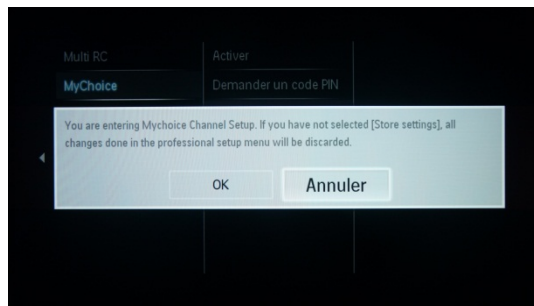 Multi RC
Activer
MyChoice
Demander un code PIN
You are entering Mychoice Channel Setup. If you have not selected [Store settings], all
changes done in the professional setup menu will be discarded.
OK
Annuler